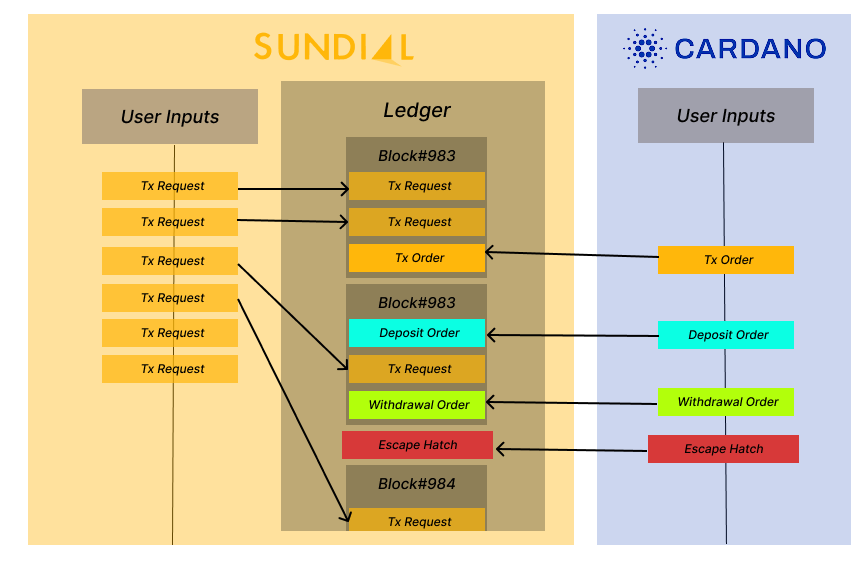 SUNDIAL
CARDANO
User Inputs
Ledger
User Inputs
Block#983
Tx Request
Tx Request
Tx Request
Tx Request
Tx Request
Tx Order
Tx Order
Tx Request
Block#983
Tx Request
Deposit Order
Deposit Order
Tx Request
Tx Request
Tx Request
Withdrawal Order
Withdrawal Order
Escape Hatch
Escape Hatch
Block#984
Tx Request